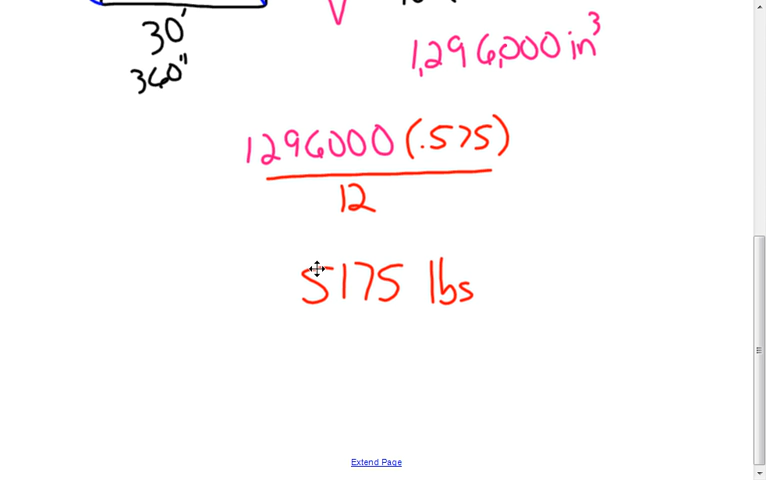 30'
360"
V
1,296,000 in³
1296000 (.575)
12
5175 lbs
Extend Page